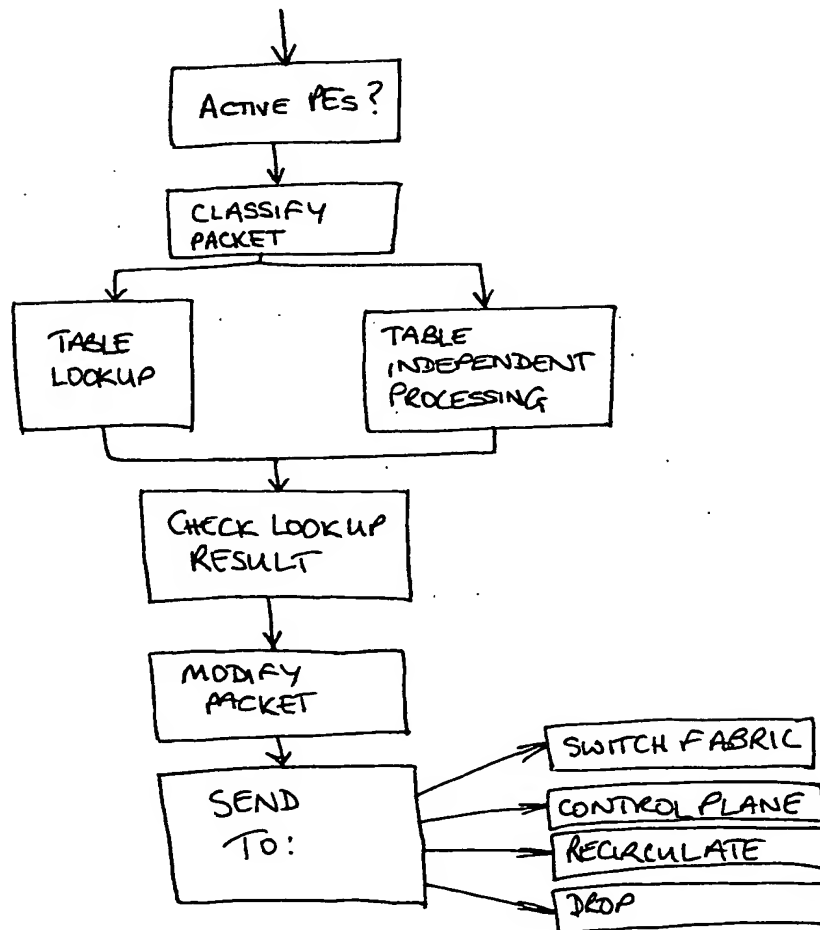 ACTIVE PEs?
CLASSIFY
PACKET
TABLE
LOOKUP
TABLE
INDEPENDENT
PROCESSING
CHECK LOOKUP
RESULT
MODIFY
PACKET
SEND
TO:
SWITCH FABRIC
CONTROL PLANE
RECIRCULATE
DROP